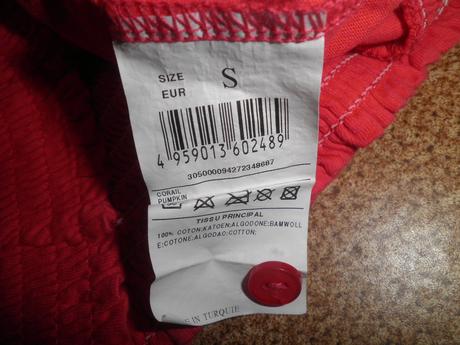 SIZE
EUR
S
4 959013 602489
305000094272348687
CORAIL
PUMPKIN
TISSU PRINCIPAL
100% COTON;KATOEN;ALGODONE;BAMWOLL
E;COTONE;ALGODAO;COTTON;
IN TURQUIE